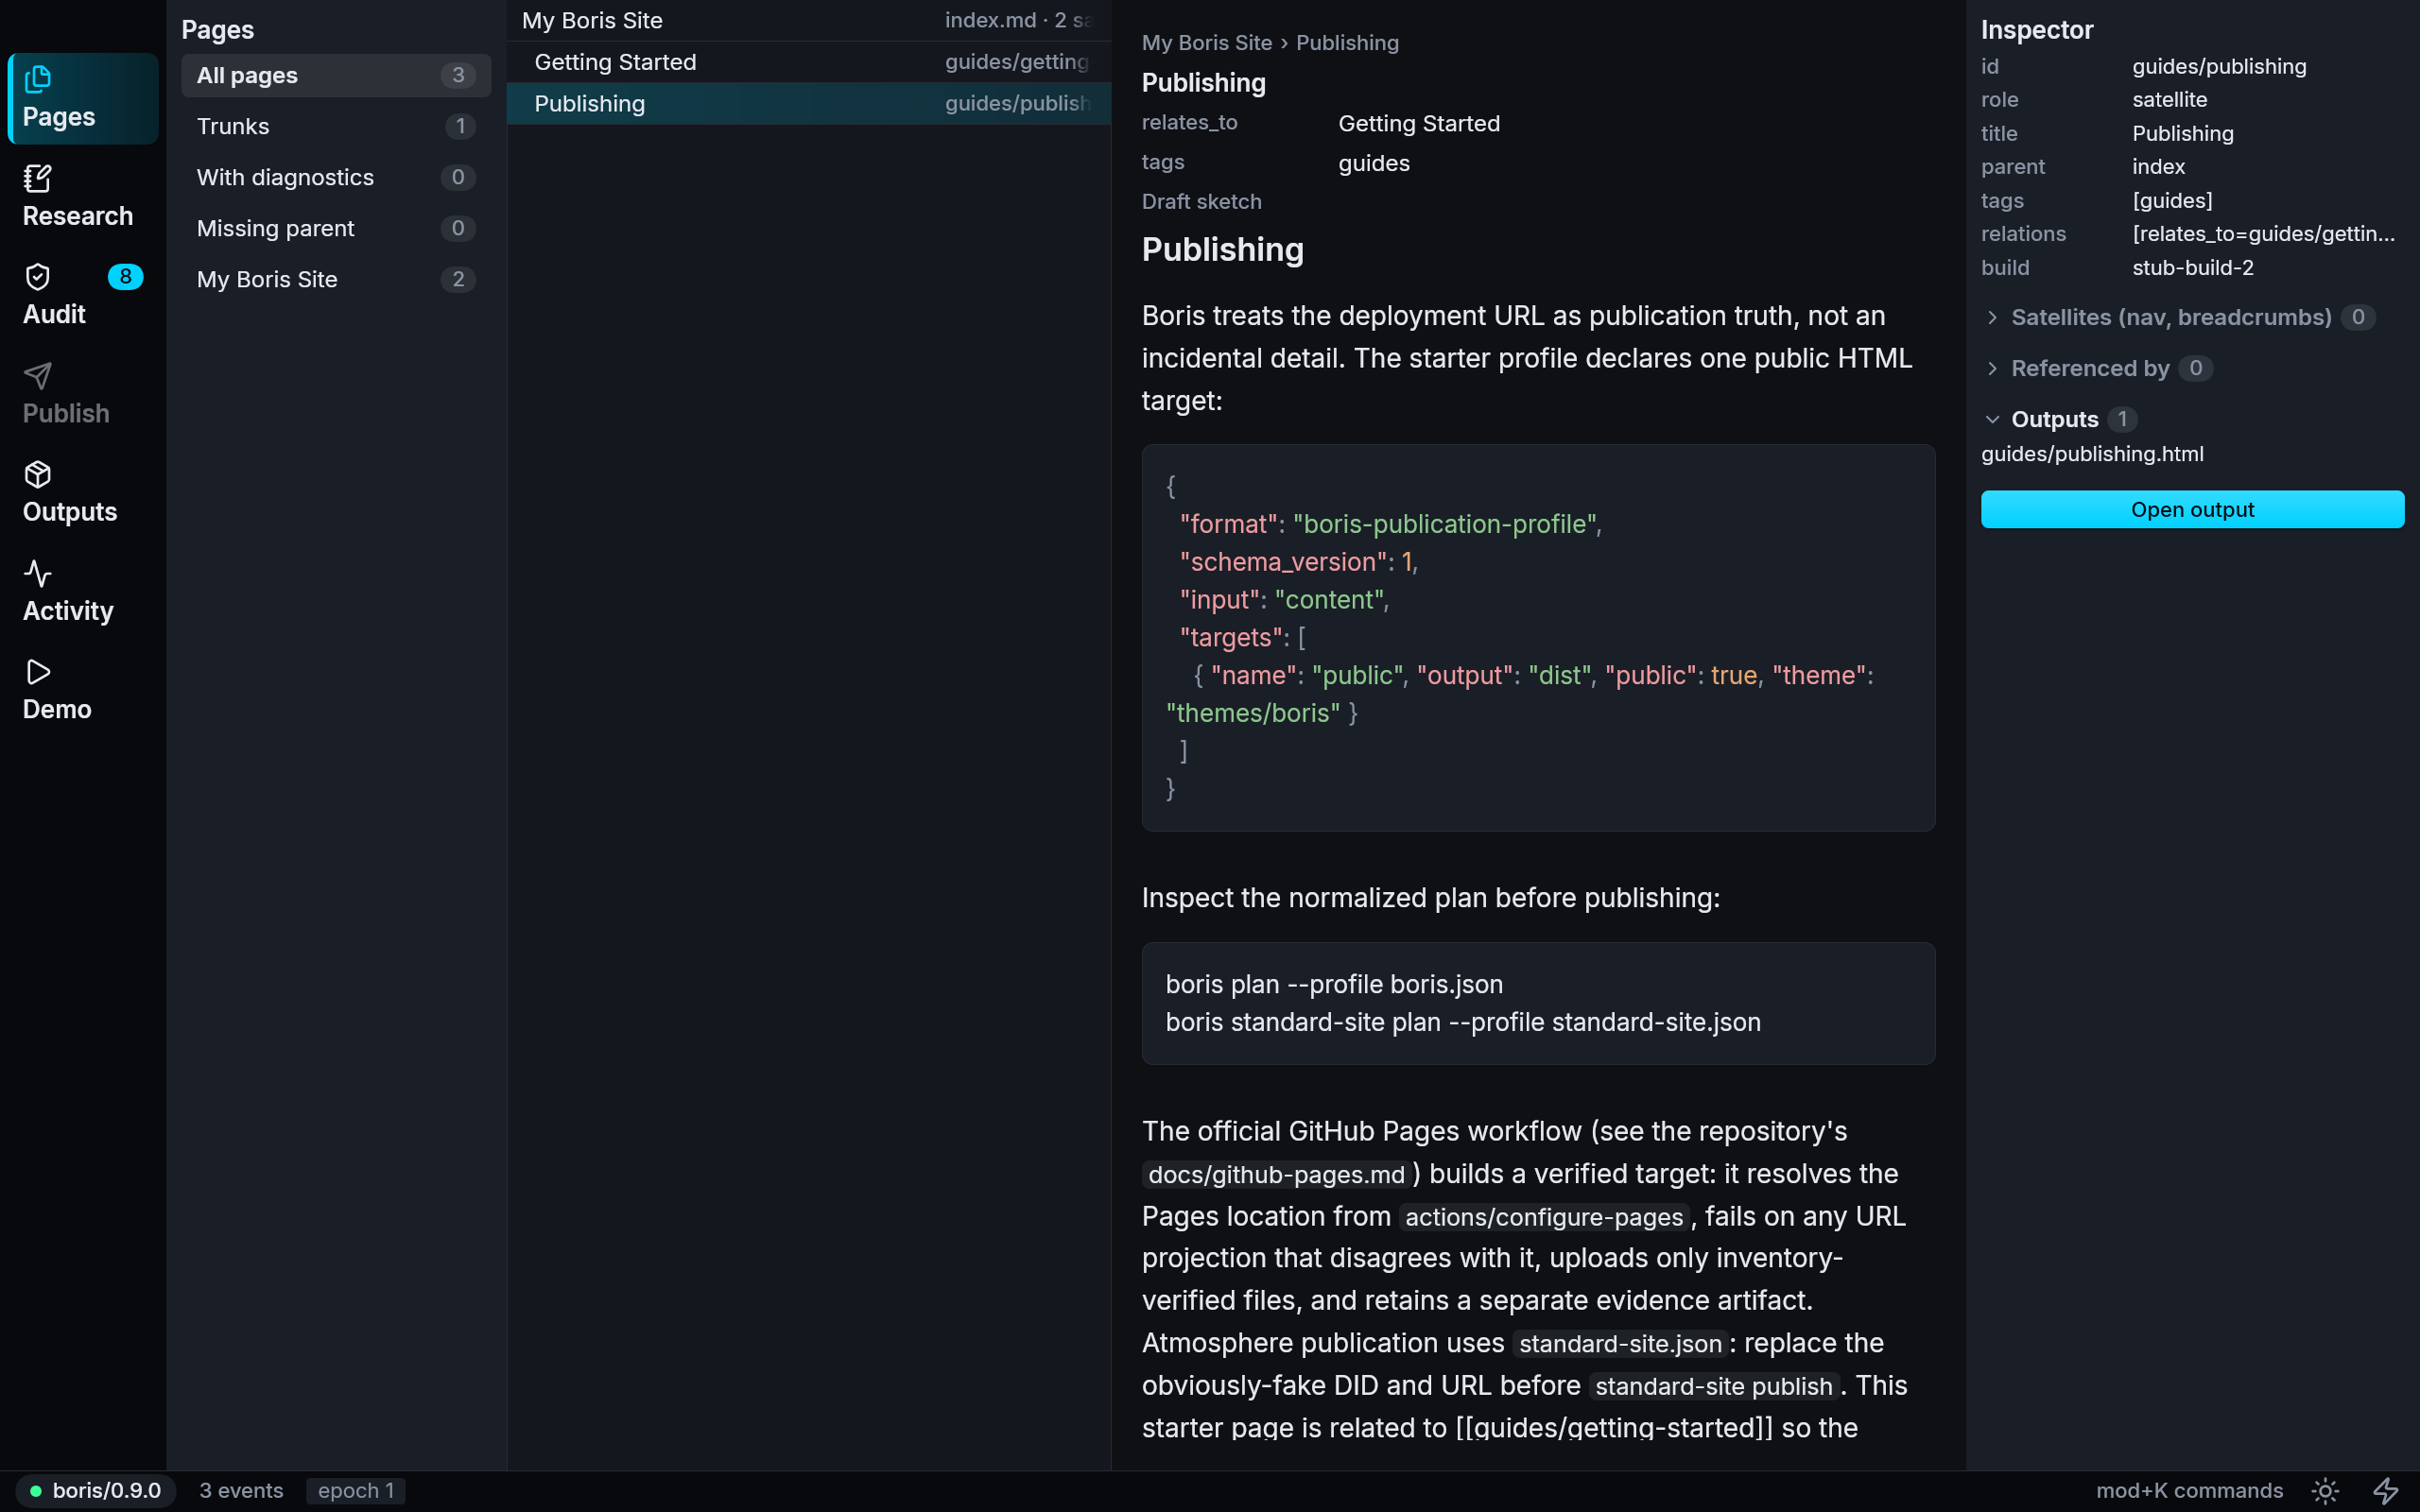 Pages
Research
8
Audit
Publish
Outputs
Activity
Demo
Pages
All pages 3
Trunks 1
With diagnostics 0
Missing parent 0
My Boris Site 2
My Boris Site index.md · 2 sa
Getting Started guides/getting
Publishing guides/publish
My Boris Site › Publishing
Publishing
relates_to Getting Started
tags guides
Draft sketch
Publishing
Boris treats the deployment URL as publication truth, not an
incidental detail. The starter profile declares one public HTML
target:
{
"format": "boris-publication-profile",
"schema_version": 1,
"input": "content",
"targets": [
{ "name": "public", "output": "dist", "public": true, "theme":
"themes/boris" }
]
}
Inspect the normalized plan before publishing:
boris plan --profile boris.json
boris standard-site plan --profile standard-site.json
The official GitHub Pages workflow (see the repository's
docs/github-pages.md) builds a verified target: it resolves the
Pages location from actions/configure-pages, fails on any URL
projection that disagrees with it, uploads only inventory-
verified files, and retains a separate evidence artifact.
Atmosphere publication uses standard-site.json: replace the
obviously-fake DID and URL before standard-site publish. This
starter page is related to [[guides/getting-started]] so the
Inspector
id guides/publishing
role satellite
title Publishing
parent index
tags [guides]
relations [relates_to=guides/gettin...
build stub-build-2
Satellites (nav, breadcrumbs) 0
Referenced by 0
Outputs 1
guides/publishing.html
Open output
boris/0.9.0 3 events epoch 1 mod+K commands